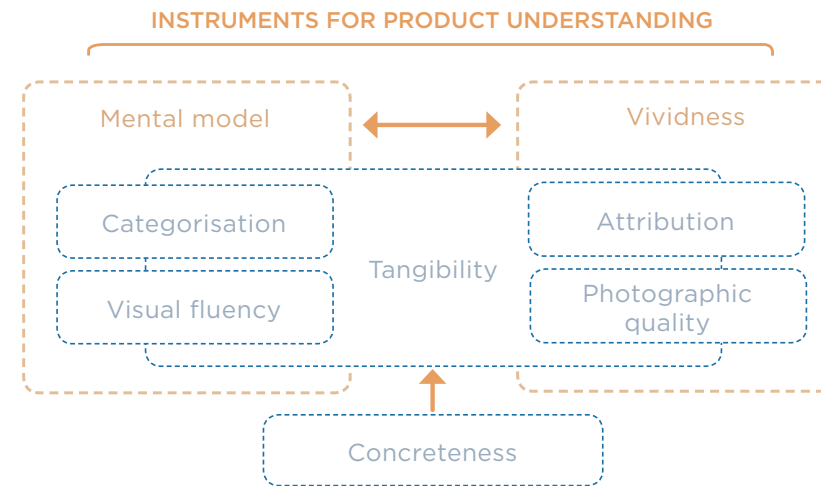 INSTRUMENTS FOR PRODUCT UNDERSTANDING
Mental model
Vividness
Categorisation
Attribution
Tangibility
Visual fluency
Photographic
quality
Concreteness